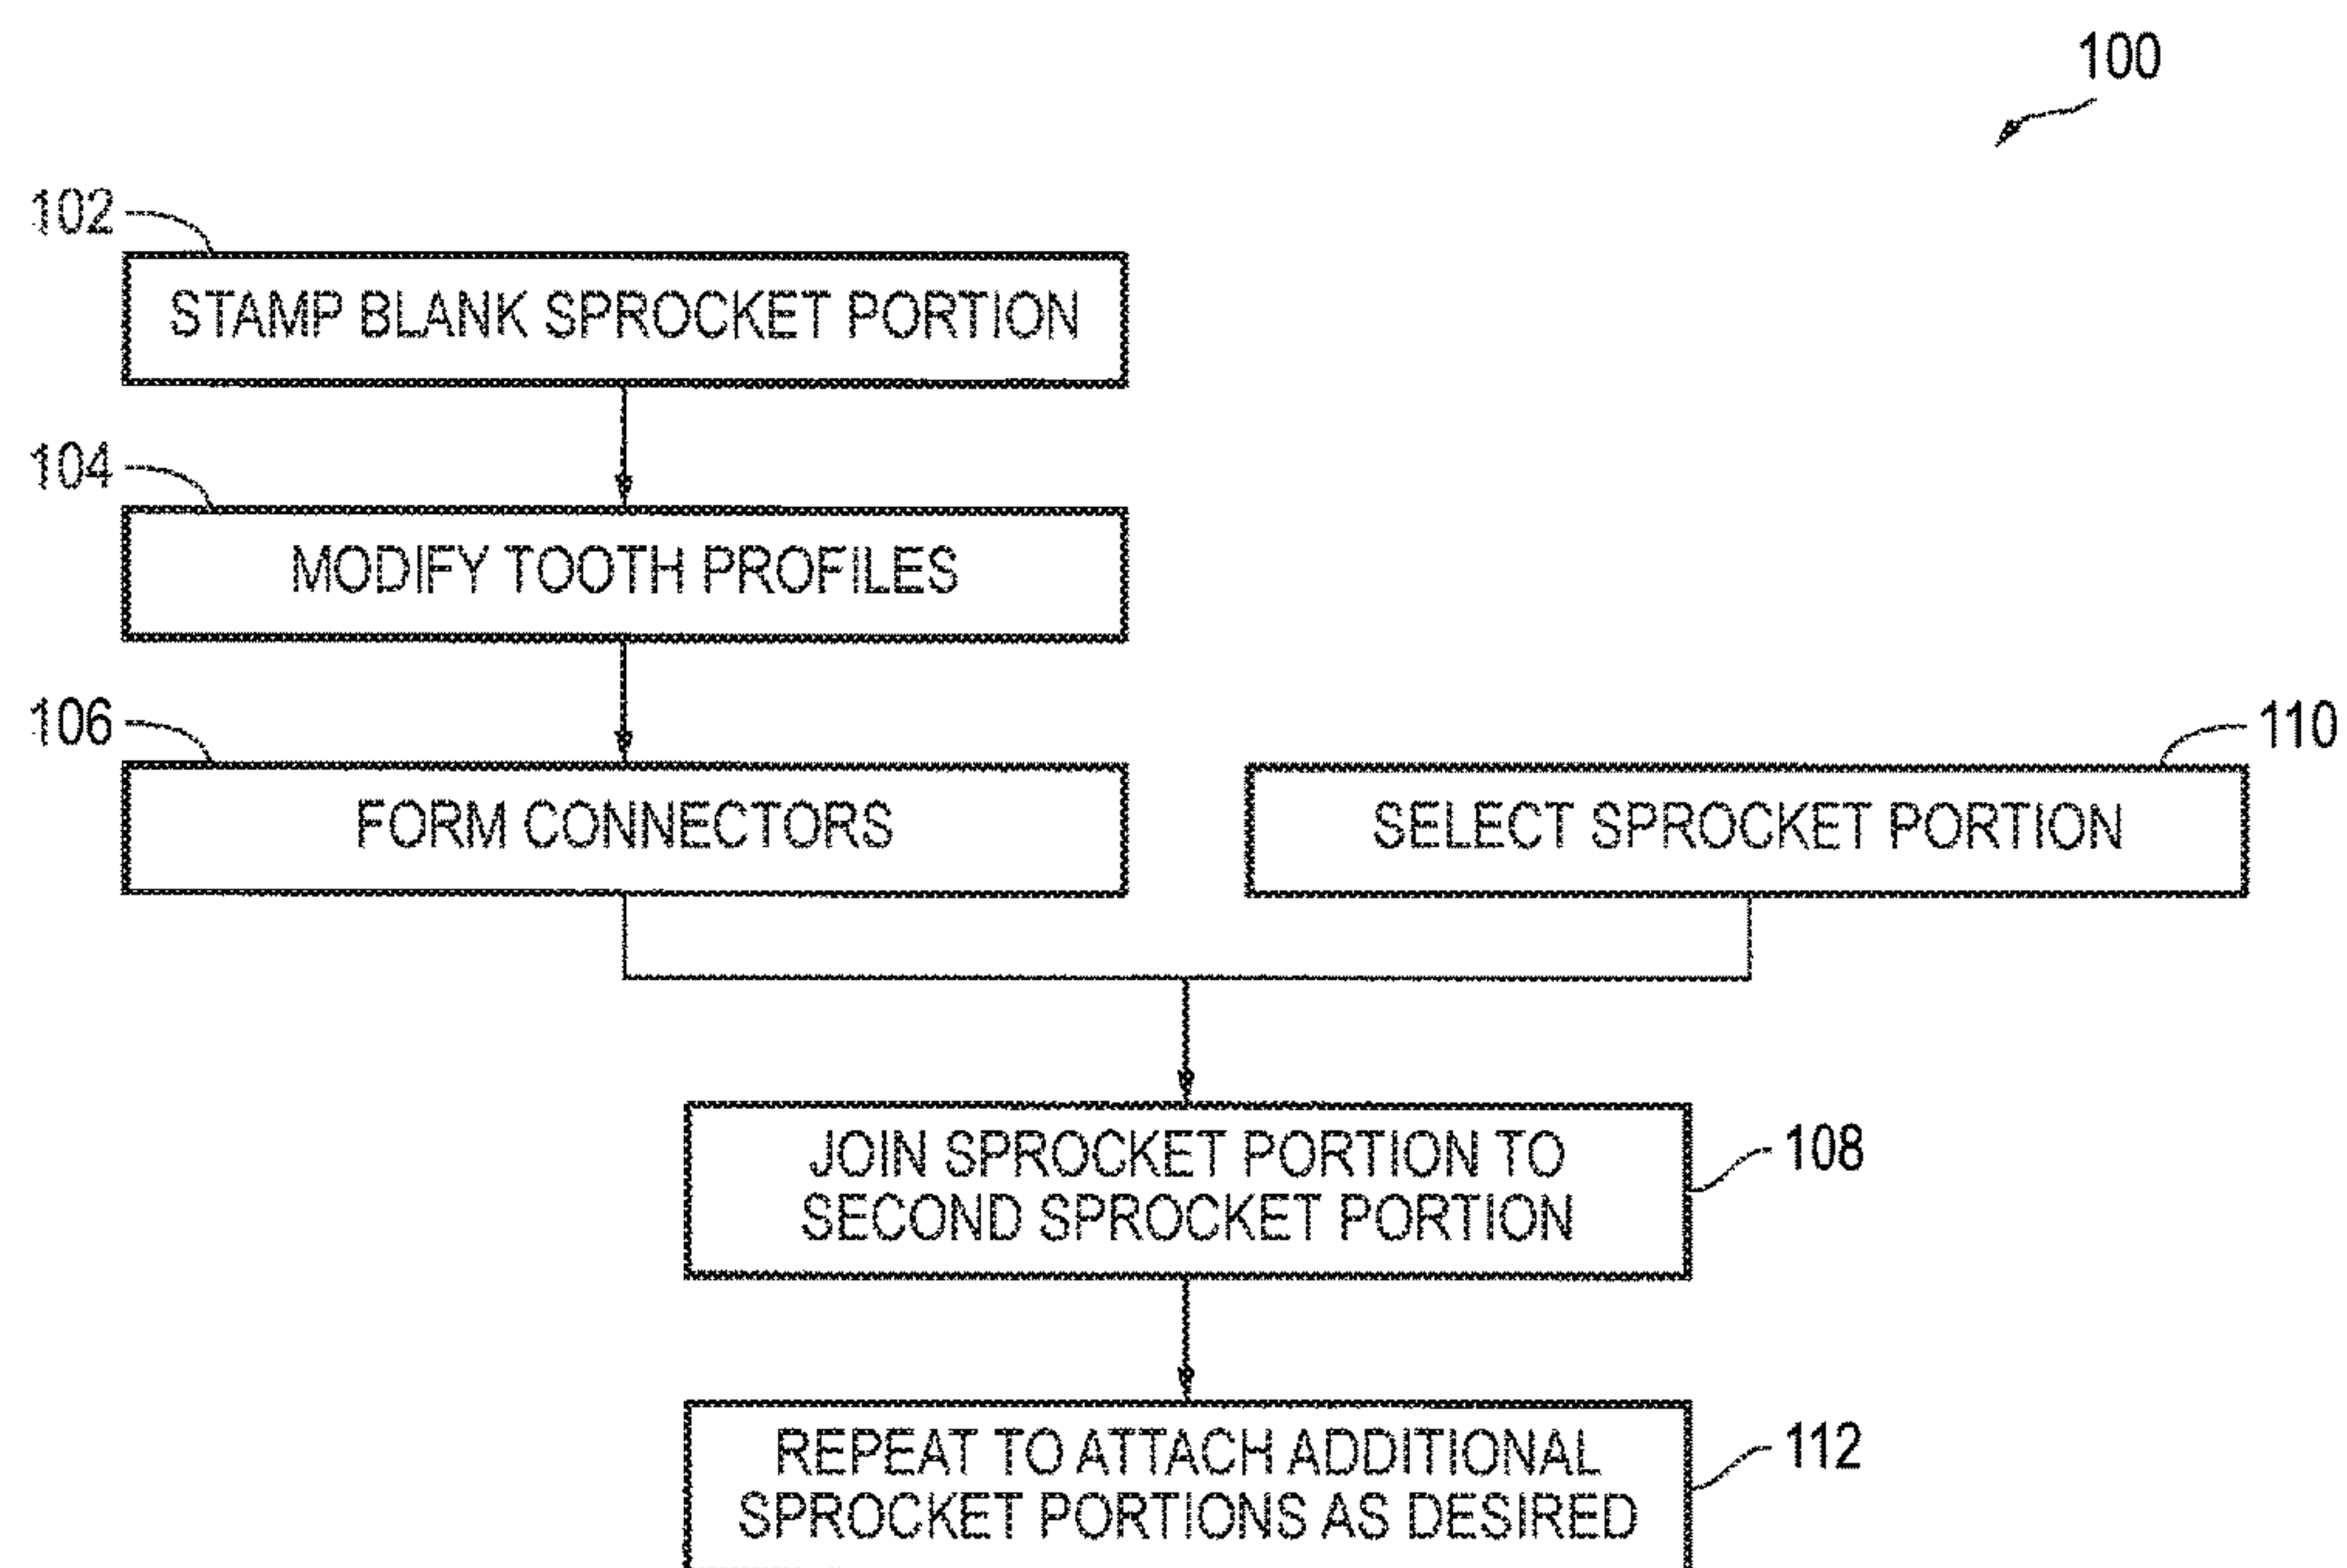 100
102
STAMP BLANK SPROCKET PORTION
104
MODIFY TOOTH PROFILES
106
FORM CONNECTORS
110
SELECT SPROCKET PORTION
JOIN SPROCKET PORTION TO
SECOND SPROCKET PORTION
108
REPEAT TO ATTACH ADDITIONAL
SPROCKET PORTIONS AS DESIRED
112